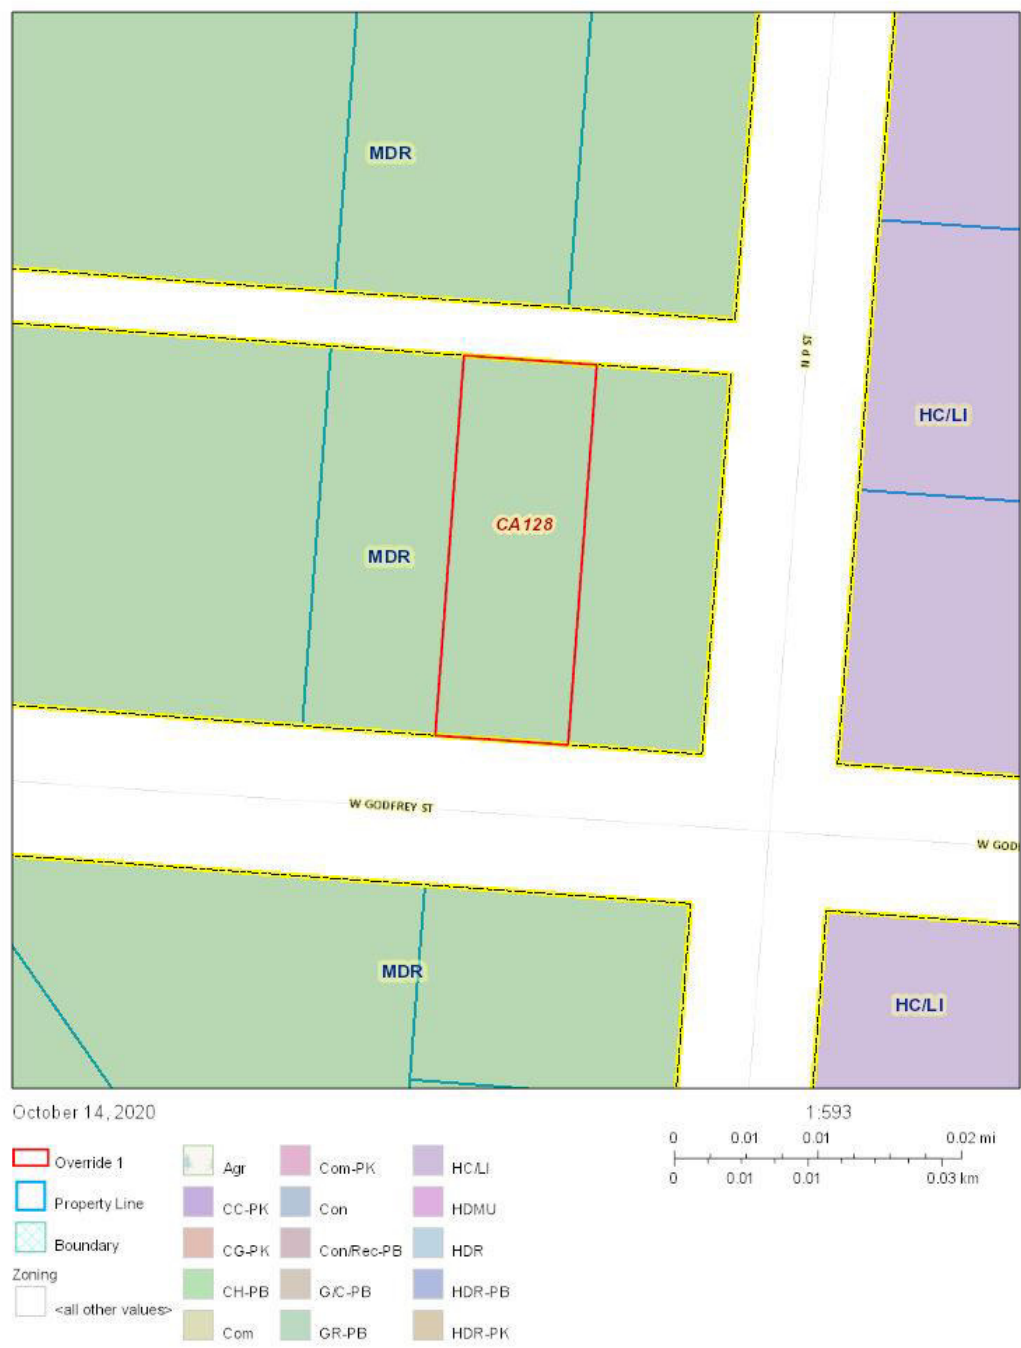 MDR
N P ST
HC/LI
CA128
MDR
W GODFREY ST
W GOD
MDR
HC/LI
October 14, 2020
1:593
0 0.01 0.01 0.02 mi
0 0.01 0.01 0.03 km
Override 1
Property Line
Boundary
Zoning
<all other values>
Agr
CC-PK
CG-PK
CH-PB
Com
Com-PK
Con
Con/Rec-PB
G/C-PB
GR-PB
HC/LI
HDMU
HDR
HDR-PB
HDR-PK